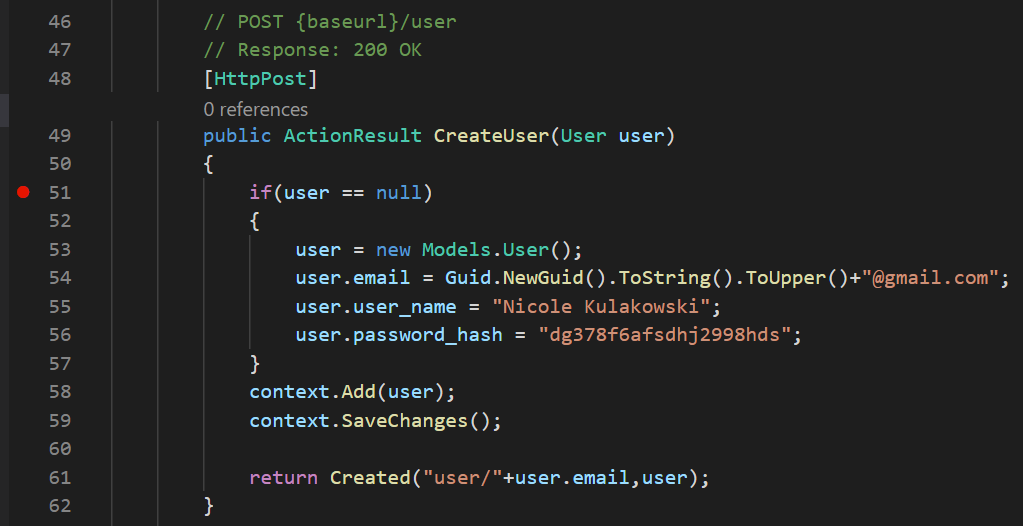 46 // POST {baseurl}/user
47 // Response: 200 OK
48 [HttpPost]
0 references
49 public ActionResult CreateUser(User user)
50 {
51 if(user == null)
52 {
53 user = new Models.User();
54 user.email = Guid.NewGuid().ToString().ToUpper()+"@gmail.com";
55 user.user_name = "Nicole Kulakowski";
56 user.password_hash = "dg378f6afsdhj2998hds";
57 }
58 context.Add(user);
59 context.SaveChanges();
60
61 return Created("user/"+user.email,user);
62 }